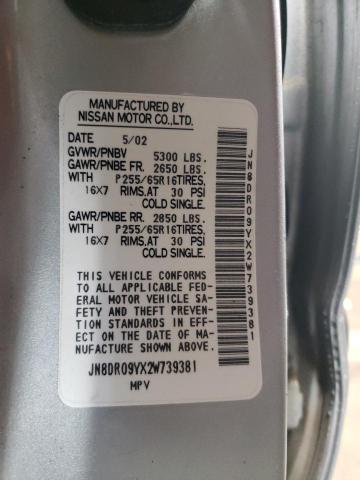 MANUFACTURED BY
NISSAN MOTOR CO., LTD.
DATE 5/02
GVWR/PNBV 5300 LBS.
GAWR/PNBE FR. 2650 LBS.
WITH P255/65R16TIRES,
16X7 RIMS,AT 30 PSI
COLD SINGLE.
GAWR/PNBE RR. 2850 LBS.
WITH P255/65R16TIRES,
16X7 RIMS,AT 30 PSI
COLD SINGLE.
THIS VEHICLE CONFORMS
TO ALL APPLICABLE FED-
ERAL MOTOR VEHICLE SA-
FETY AND THEFT PREVEN-
TION STANDARDS IN EFF-
ECT ON THE DATE OF MA-
NUFACTURE SHOWN ABOVE.
JN8DR09YX2W739381
MPV
JN8DR09YX2W739381